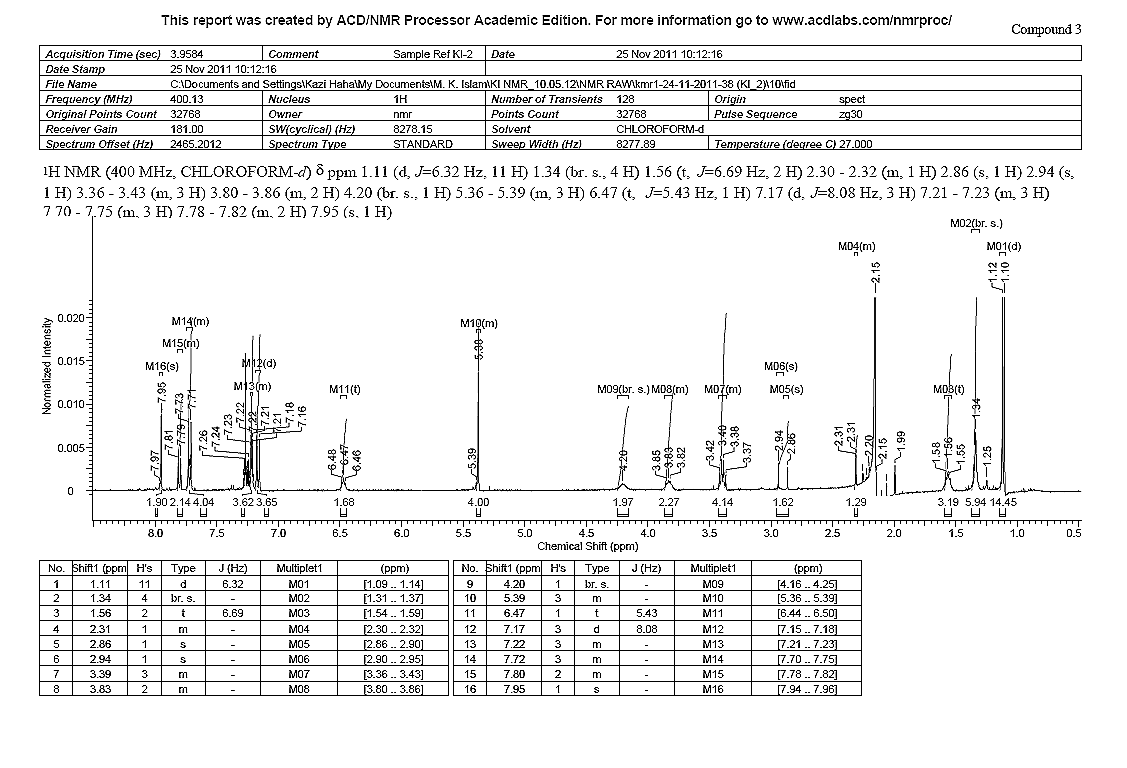 This report was created by ACD/NMR Processor Academic Edition. For more information go to www.acdlabs.com/nmrproc/
Compound 3
Acquisition Time (sec) 3.9584 Comment Sample Ref KI-2 Date 25 Nov 2011 10:12:16
Date Stamp 25 Nov 2011 10:12:16
File Name C:\Documents and Settings\Kazi Haha\My Documents\M. K. Islam\KI NMR_10.05.12\NMR RAW\kmr1-24-11-2011-38 (KI_2)\10\fid
Frequency (MHz) 400.13 Nucleus 1H Number of Transients 128 Origin spect
Original Points Count 32768 Owner nmr Points Count 32768 Pulse Sequence zg30
Receiver Gain 181.00 SW(cyclical) (Hz) 8278.15 Solvent CHLOROFORM-d
Spectrum Offset (Hz) 2465.2012 Spectrum Type STANDARD Sweep Width (Hz) 8277.89 Temperature (degree C) 27.000
1H NMR (400 MHz, CHLOROFORM-d) δ ppm 1.11 (d, J=6.32 Hz, 11 H) 1.34 (br. s., 4 H) 1.56 (t, J=6.69 Hz, 2 H) 2.30 - 2.32 (m, 1 H) 2.86 (s, 1 H) 2.94 (s,
1 H) 3.36 - 3.43 (m, 3 H) 3.80 - 3.86 (m, 2 H) 4.20 (br. s., 1 H) 5.36 - 5.39 (m, 3 H) 6.47 (t, J=5.43 Hz, 1 H) 7.17 (d, J=8.08 Hz, 3 H) 7.21 - 7.23 (m, 3 H)
7.70 - 7.75 (m, 3 H) 7.78 - 7.82 (m, 2 H) 7.95 (s, 1 H)
M02(br. s.)
M04(m) M01(d)
2.15 1.12 1.10
M14(m) M10(m)
M15(m)
M16(s) M12(d) M06(s)
M13(m) M11(t) M09(br. s.) M08(m) M07(m) M05(s) M03(t)
Normalized Intensity
0.020
0.015
0.010
0.005
0
7.97 7.95 7.81 7.79 7.73 7.71 7.26 7.24 7.23 7.22 7.22 7.21 7.21 7.18 7.16 6.48 6.47 6.46 5.39 5.38 4.20 3.85 3.83 3.82 3.42 3.40 3.38 3.37 2.94 2.86 2.31 2.31 2.20 2.15 1.99 1.58 1.56 1.55 1.34 1.25
1.90 2.14 4.04 3.62 3.65 1.68 4.00 1.97 2.27 4.14 1.62 1.29 3.19 5.94 14.45
8.0 7.5 7.0 6.5 6.0 5.5 5.0 4.5 4.0 3.5 3.0 2.5 2.0 1.5 1.0 0.5
Chemical Shift (ppm)
No. Shift1 (ppm H's Type J (Hz) Multiplet1 (ppm) No. Shift1 (ppm H's Type J (Hz) Multiplet1 (ppm)
1 1.11 11 d 6.32 M01 [1.09 .. 1.14] 9 4.20 1 br. s. - M09 [4.16 .. 4.25]
2 1.34 4 br. s. - M02 [1.31 .. 1.37] 10 5.39 3 m - M10 [5.36 .. 5.39]
3 1.56 2 t 6.69 M03 [1.54 .. 1.59] 11 6.47 1 t 5.43 M11 [6.44 .. 6.50]
4 2.31 1 m - M04 [2.30 .. 2.32] 12 7.17 3 d 8.08 M12 [7.15 .. 7.18]
5 2.86 1 s - M05 [2.86 .. 2.90] 13 7.22 3 m - M13 [7.21 .. 7.23]
6 2.94 1 s - M06 [2.90 .. 2.95] 14 7.72 3 m - M14 [7.70 .. 7.75]
7 3.39 3 m - M07 [3.36 .. 3.43] 15 7.80 2 m - M15 [7.78 .. 7.82]
8 3.83 2 m - M08 [3.80 .. 3.86] 16 7.95 1 s - M16 [7.94 .. 7.96]